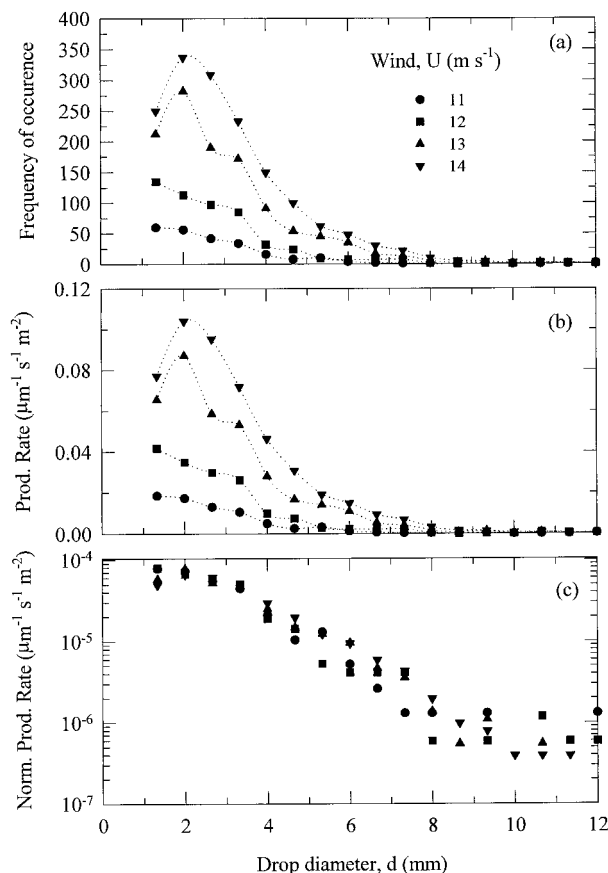 400
350
300
250
200
150
100
50
0
Frequency of occurence
(a)
Wind, U (m s⁻¹)
11
12
13
14
0.12
0.08
0.04
0.00
Prod. Rate (μm⁻¹ s⁻¹ m⁻²)
(b)
10⁻⁴
10⁻⁵
10⁻⁶
10⁻⁷
Norm. Prod. Rate (μm⁻¹ s⁻¹ m⁻²)
(c)
0 2 4 6 8 10 12
Drop diameter, d (mm)